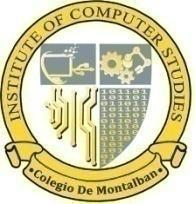 INSTITUTE OF COMPUTER STUDIES
Colegio De Montalban